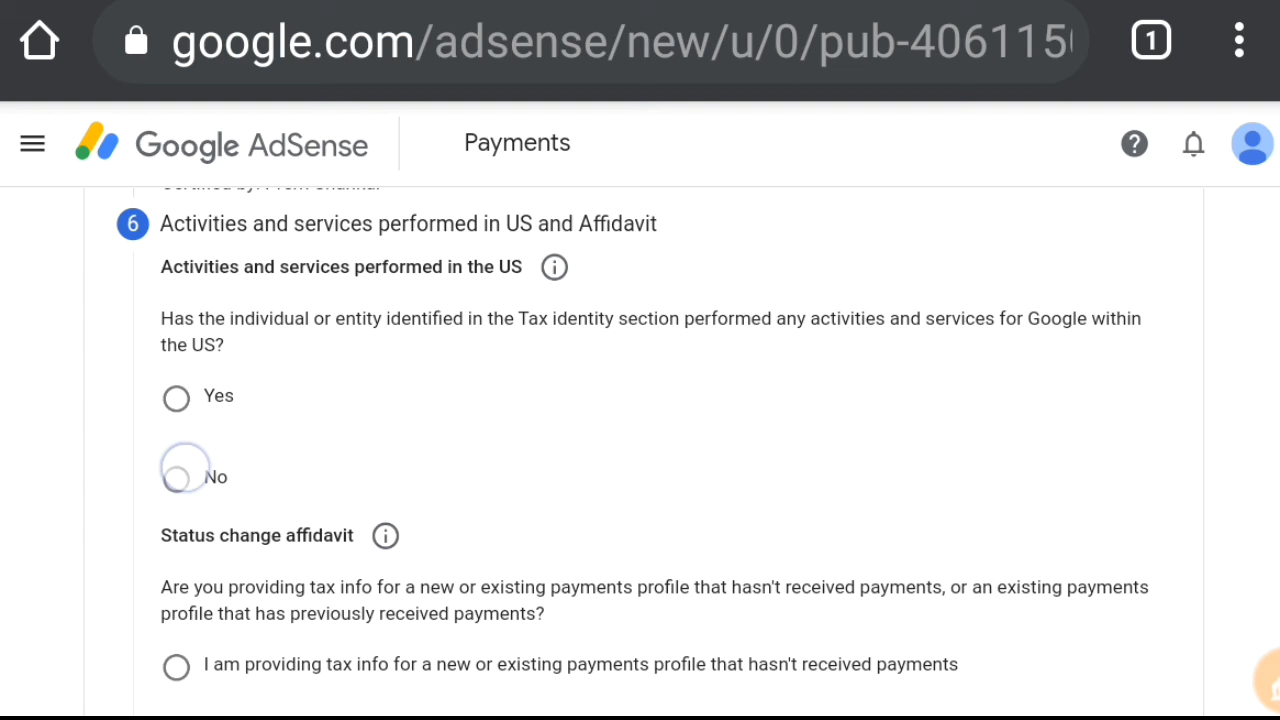 google.com/adsense/new/u/0/pub-406115
1
Google AdSense
Payments
6 Activities and services performed in US and Affidavit
Activities and services performed in the US
Has the individual or entity identified in the Tax identity section performed any activities and services for Google within
the US?
Yes
No
Status change affidavit
Are you providing tax info for a new or existing payments profile that hasn't received payments, or an existing payments
profile that has previously received payments?
I am providing tax info for a new or existing payments profile that hasn't received payments